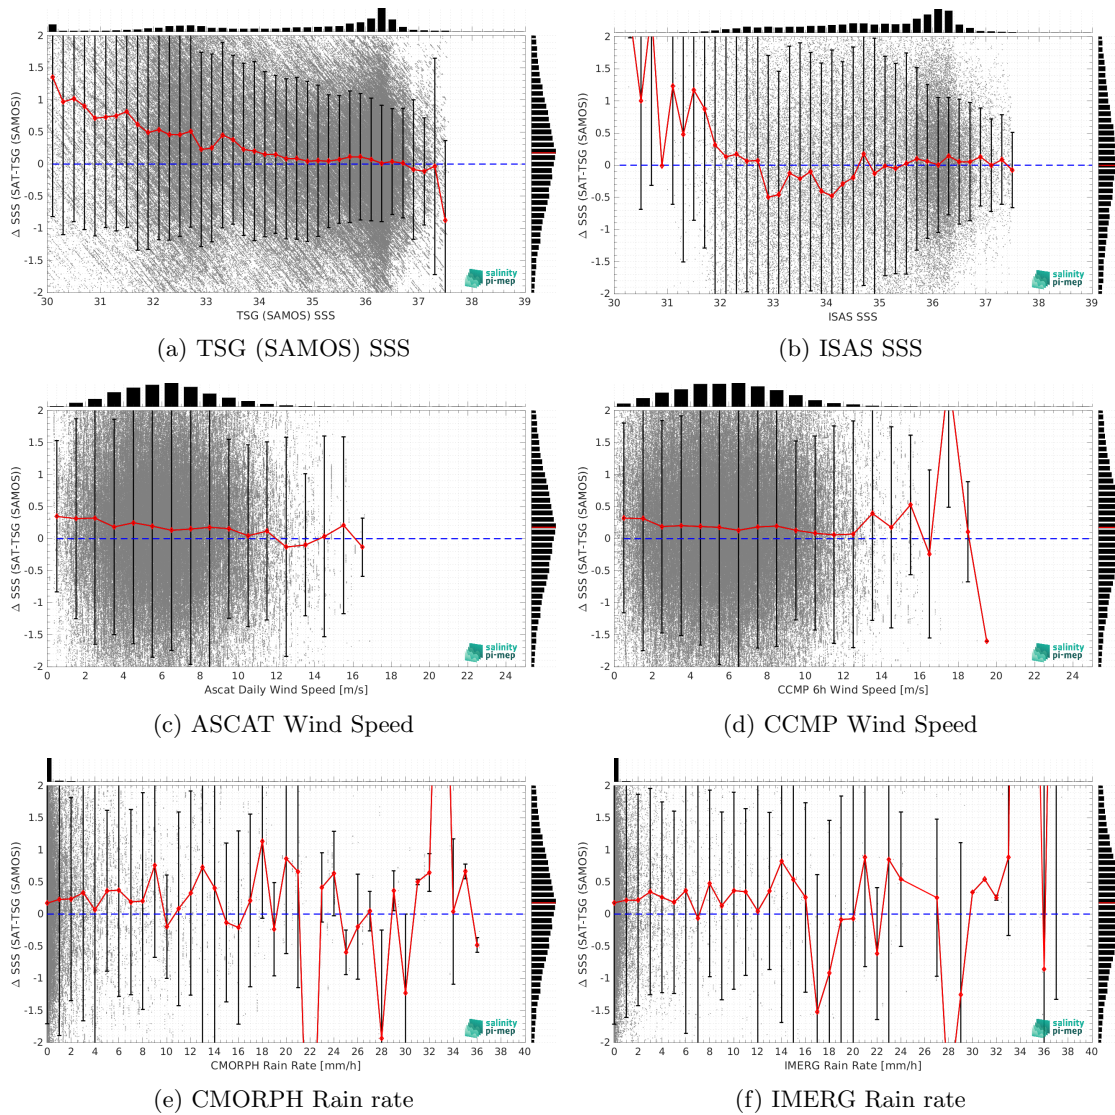 2
1.5
1
0.5
0
-0.5
-1
-1.5
-2
Δ SSS (SAT-TSG (SAMOS))
30 31 32 33 34 35 36 37 38 39
TSG (SAMOS) SSS
salinity
pi-mep
(a) TSG (SAMOS) SSS
2
1.5
1
0.5
0
-0.5
-1
-1.5
-2
Δ SSS (SAT-TSG (SAMOS))
30 31 32 33 34 35 36 37 38 39
ISAS SSS
salinity
pi-mep
(b) ISAS SSS
2
1.5
1
0.5
0
-0.5
-1
-1.5
-2
Δ SSS (SAT-TSG (SAMOS))
0 2 4 6 8 10 12 14 16 18 20 22 24
Ascat Daily Wind Speed [m/s]
salinity
pi-mep
(c) ASCAT Wind Speed
2
1.5
1
0.5
0
-0.5
-1
-1.5
-2
Δ SSS (SAT-TSG (SAMOS))
0 2 4 6 8 10 12 14 16 18 20 22 24
CCMP 6h Wind Speed [m/s]
salinity
pi-mep
(d) CCMP Wind Speed
2
1.5
1
0.5
0
-0.5
-1
-1.5
-2
Δ SSS (SAT-TSG (SAMOS))
0 2 4 6 8 10 12 14 16 18 20 22 24 26 28 30 32 34 36 38 40
CMORPH Rain Rate [mm/h]
salinity
pi-mep
(e) CMORPH Rain rate
2
1.5
1
0.5
0
-0.5
-1
-1.5
-2
Δ SSS (SAT-TSG (SAMOS))
0 2 4 6 8 10 12 14 16 18 20 22 24 26 28 30 32 34 36 38 40
IMERG Rain Rate [mm/h]
salinity
pi-mep
(f) IMERG Rain rate